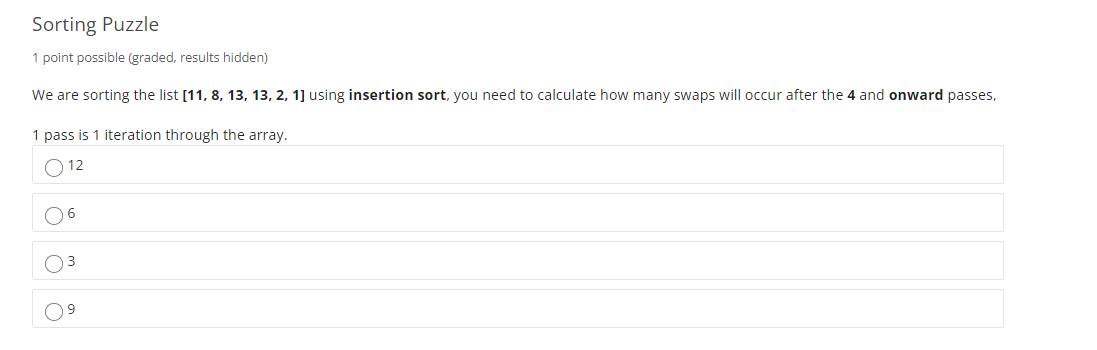 Sorting Puzzle
1 point possible (graded, results hidden)
We are sorting the list [11, 8, 13, 13, 2, 1] using insertion sort, you need to calculate how many swaps will occur after the 4 and onward passes,
1 pass is 1 iteration through the array.
12
6
3
9